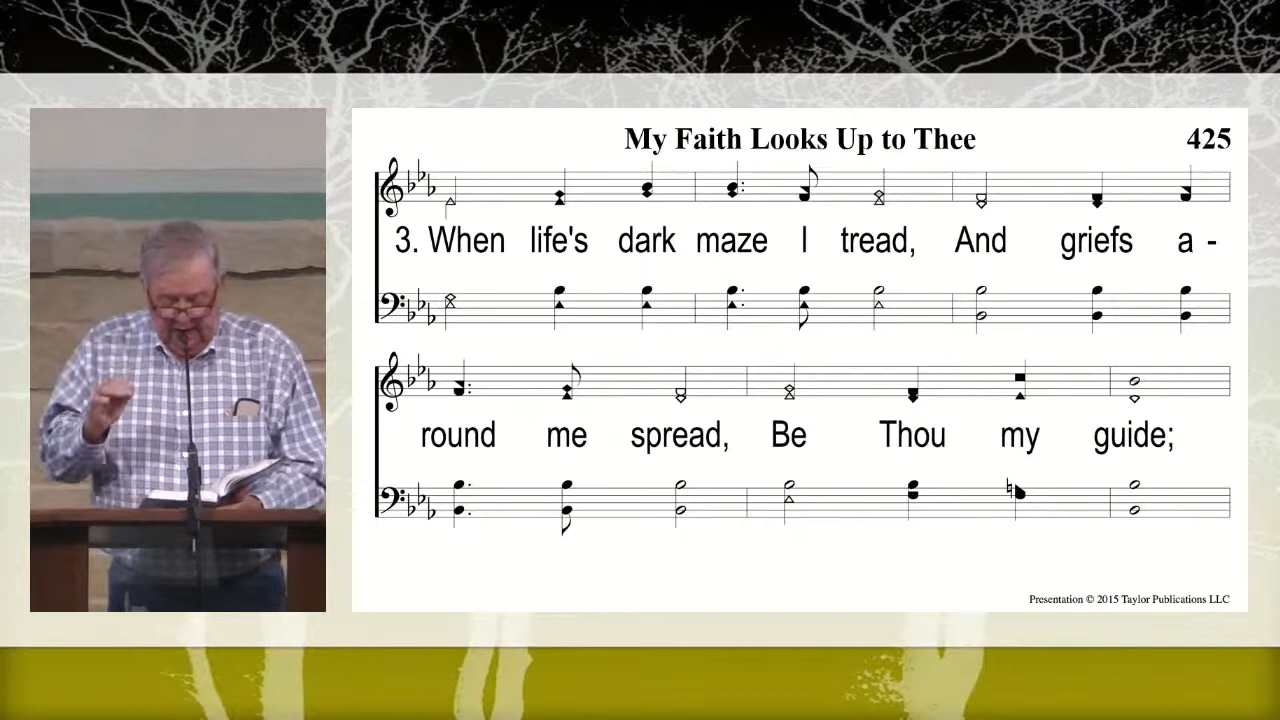 My Faith Looks Up to Thee 425
3. When life's dark maze I tread, And griefs a -
round me spread, Be Thou my guide;
Presentation © 2015 Taylor Publications LLC